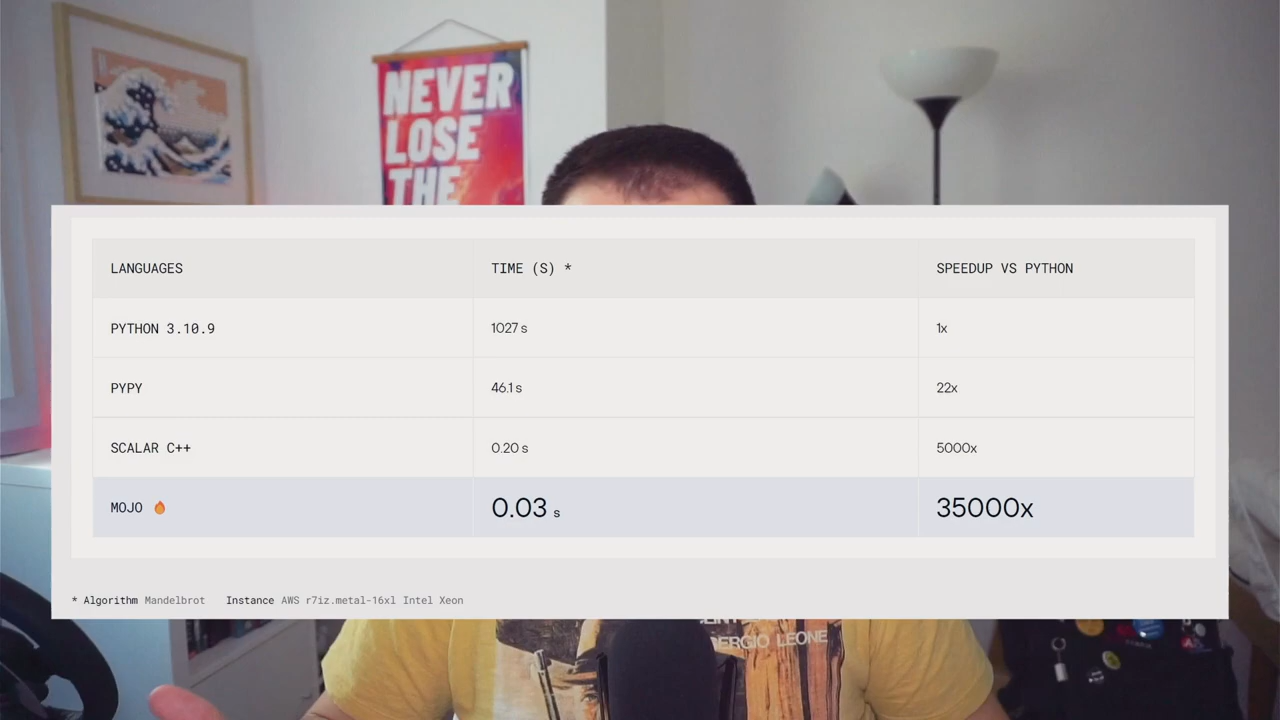 NEVER
LOSE
THE
LANGUAGES TIME (S) * SPEEDUP VS PYTHON
PYTHON 3.10.9 1027 s 1x
PYPY 46.1 s 22x
SCALAR C++ 0.20 s 5000x
MOJO 🔥 0.03 s 35000x
* Algorithm Mandelbrot Instance AWS r7iz.metal-16xl Intel Xeon
LEONE